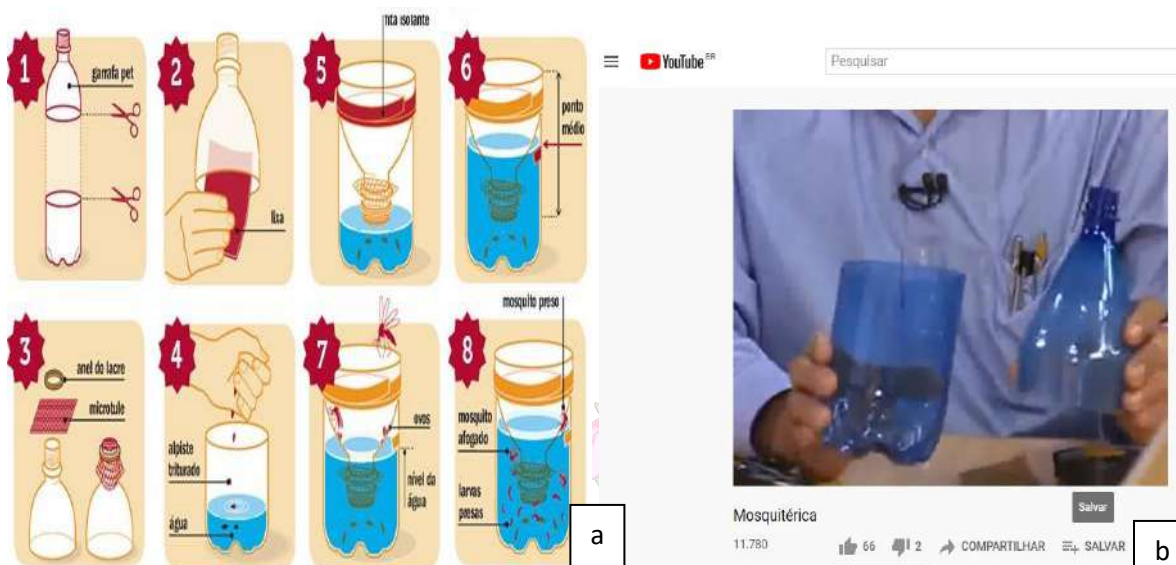 1
garrafa pet
2
lixa
5
nta isolante
6
ponto
médio
3
anel do lacre
microtule
4
alpiste
triturado
água
7
ovos
nível da
água
8
mosquito preso
mosquito
afogado
larvas
presas
a
YouTube BR
Pesquisar
Mosquitérica
Salvar
11.780
66
2
COMPARTILHAR
SALVAR
b